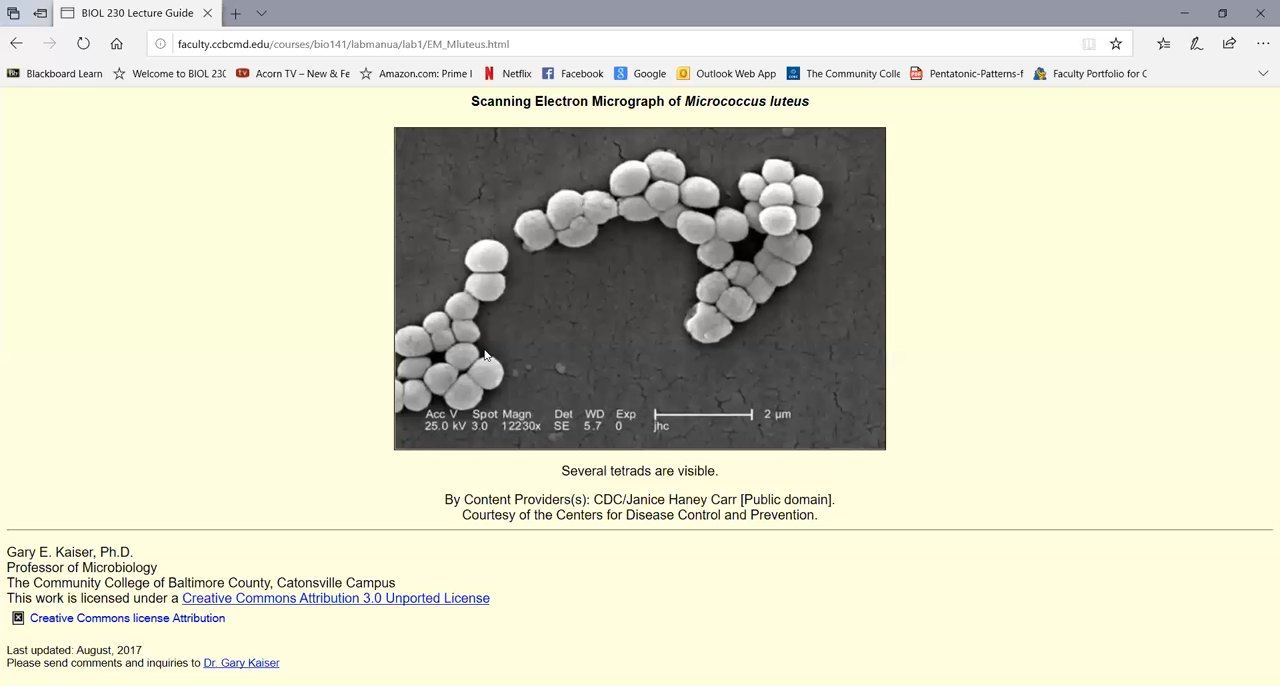 BIOL 230 Lecture Guide
faculty.ccbcmd.edu/courses/bio141/labmanua/lab1/EM_Mluteus.html
Blackboard Learn Welcome to BIOL 230 Acorn TV – New & Fe Amazon.com: Prime I Netflix Facebook Google Outlook Web App The Community Colle Pentatonic-Patterns-f Faculty Portfolio for C
Scanning Electron Micrograph of Micrococcus luteus
Acc V Spot Magn Det WD Exp 2 µm
25.0 kV 3.0 12230x SE 5.7 0 jhc
Several tetrads are visible.
By Content Providers(s): CDC/Janice Haney Carr [Public domain].
Courtesy of the Centers for Disease Control and Prevention.
Gary E. Kaiser, Ph.D.
Professor of Microbiology
The Community College of Baltimore County, Catonsville Campus
This work is licensed under a Creative Commons Attribution 3.0 Unported License
Creative Commons license Attribution
Last updated: August, 2017
Please send comments and inquiries to Dr. Gary Kaiser